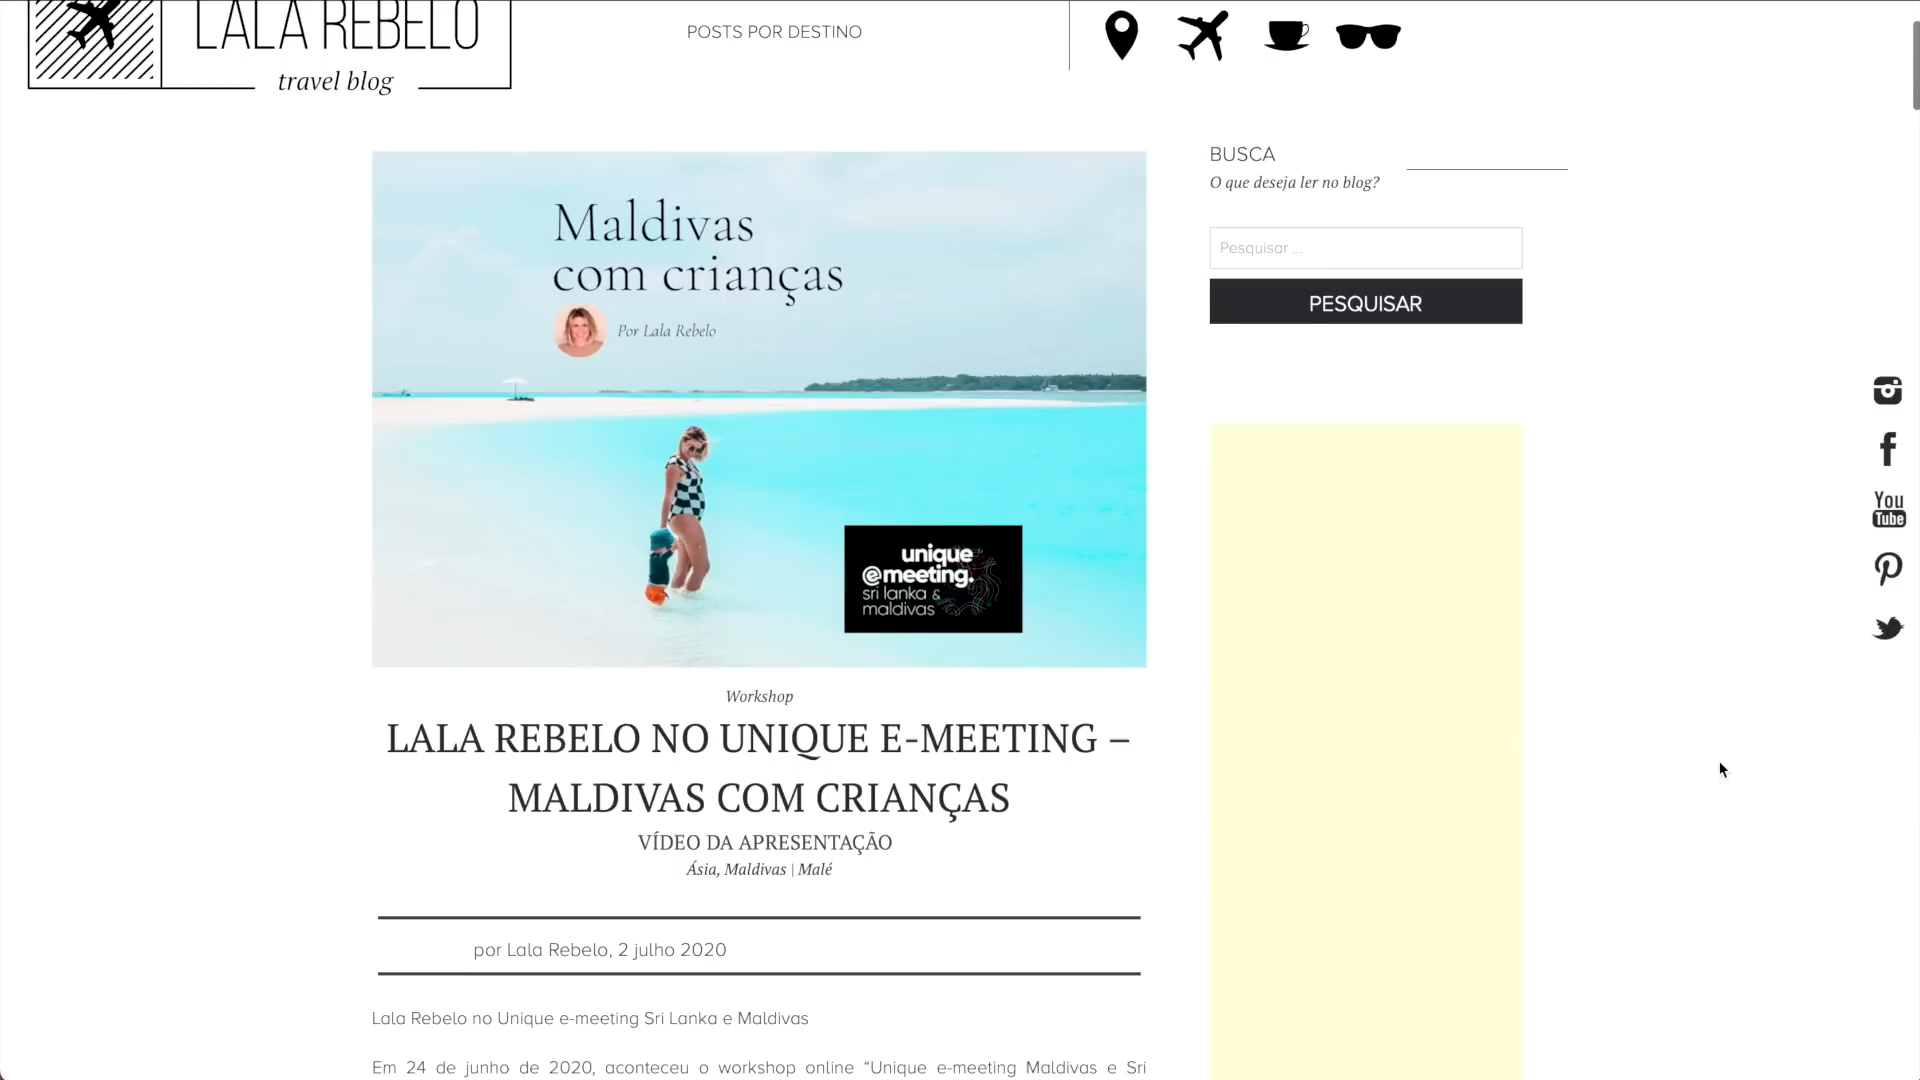 LALA REBELO
travel blog
POSTS POR DESTINO
BUSCA
O que deseja ler no blog?
Pesquisar ...
PESQUISAR
Maldivas
com crianças
Por Lala Rebelo
unique
@meeting.
sri lanka &
maldivas
You
Tube
Workshop
LALA REBELO NO UNIQUE E-MEETING –
MALDIVAS COM CRIANÇAS
VÍDEO DA APRESENTAÇÃO
Ásia, Maldivas | Malé
por Lala Rebelo, 2 julho 2020
Lala Rebelo no Unique e-meeting Sri Lanka e Maldivas
Em 24 de junho de 2020, aconteceu o workshop online “Unique e-meeting Maldivas e Sri